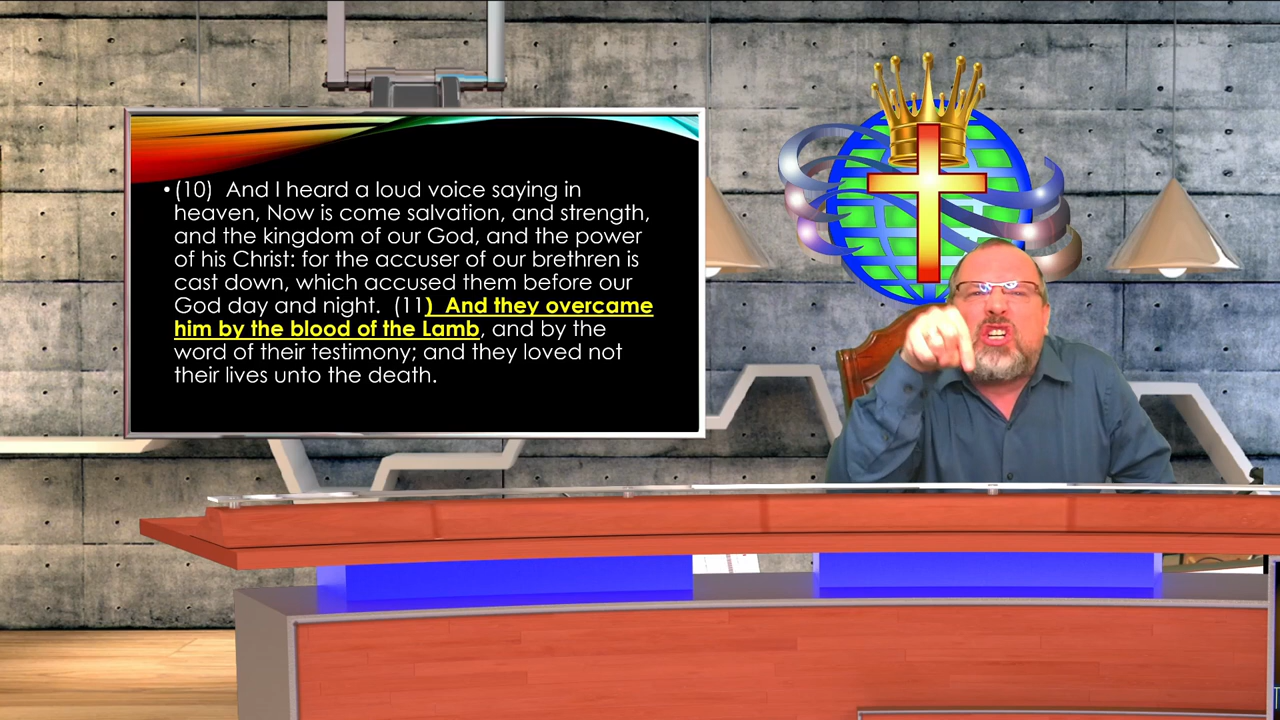 • (10) And I heard a loud voice saying in
heaven, Now is come salvation, and strength,
and the kingdom of our God, and the power
of his Christ: for the accuser of our brethren is
cast down, which accused them before our
God day and night. (11) And they overcame
him by the blood of the Lamb, and by the
word of their testimony; and they loved not
their lives unto the death.